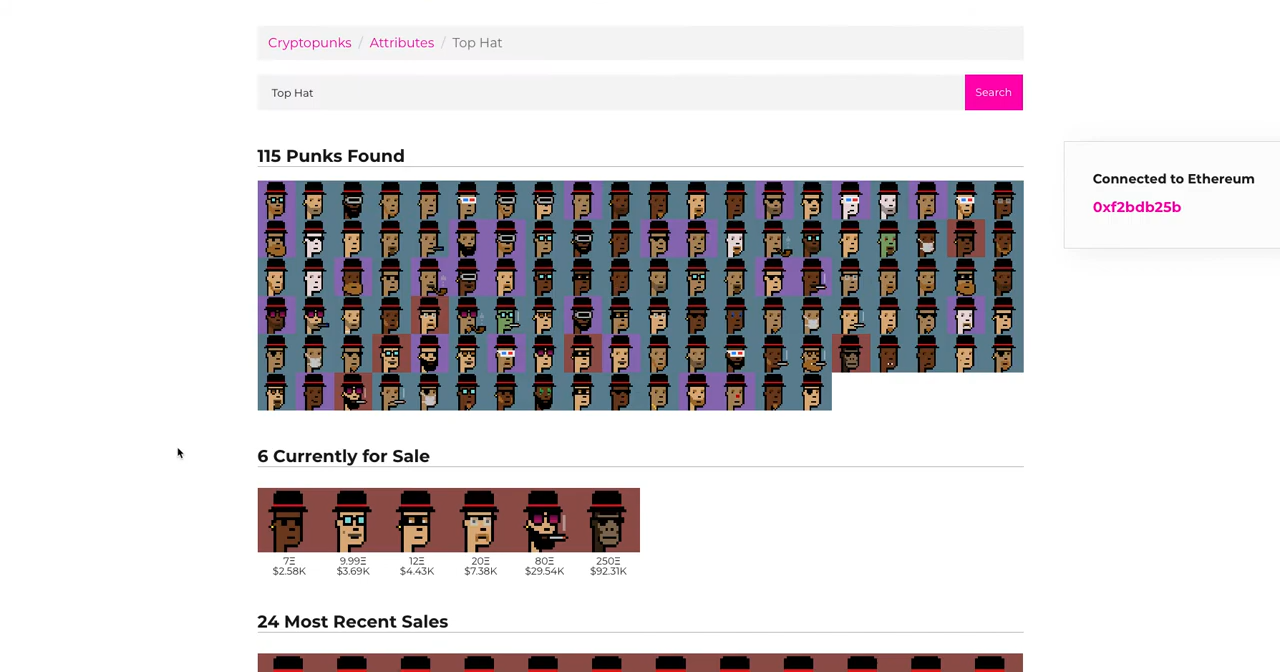 Cryptopunks / Attributes / Top Hat
Top Hat
Search
115 Punks Found
Connected to Ethereum
0xf2bdb25b
6 Currently for Sale
7Ξ 9.99Ξ 12Ξ 20Ξ 80Ξ 250Ξ
$2.58K $3.69K $4.43K $7.38K $29.54K $92.31K
24 Most Recent Sales